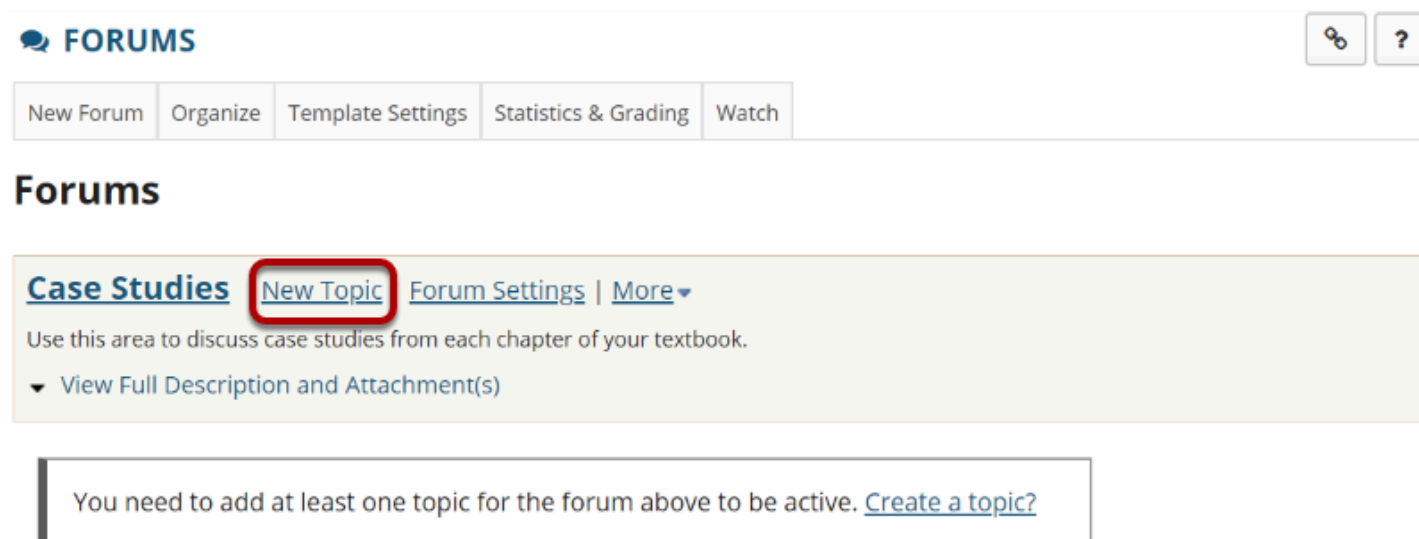 FORUMS ?
New Forum Organize Template Settings Statistics & Grading Watch
Forums
Case Studies New Topic Forum Settings | More
Use this area to discuss case studies from each chapter of your textbook.
View Full Description and Attachment(s)
You need to add at least one topic for the forum above to be active. Create a topic?